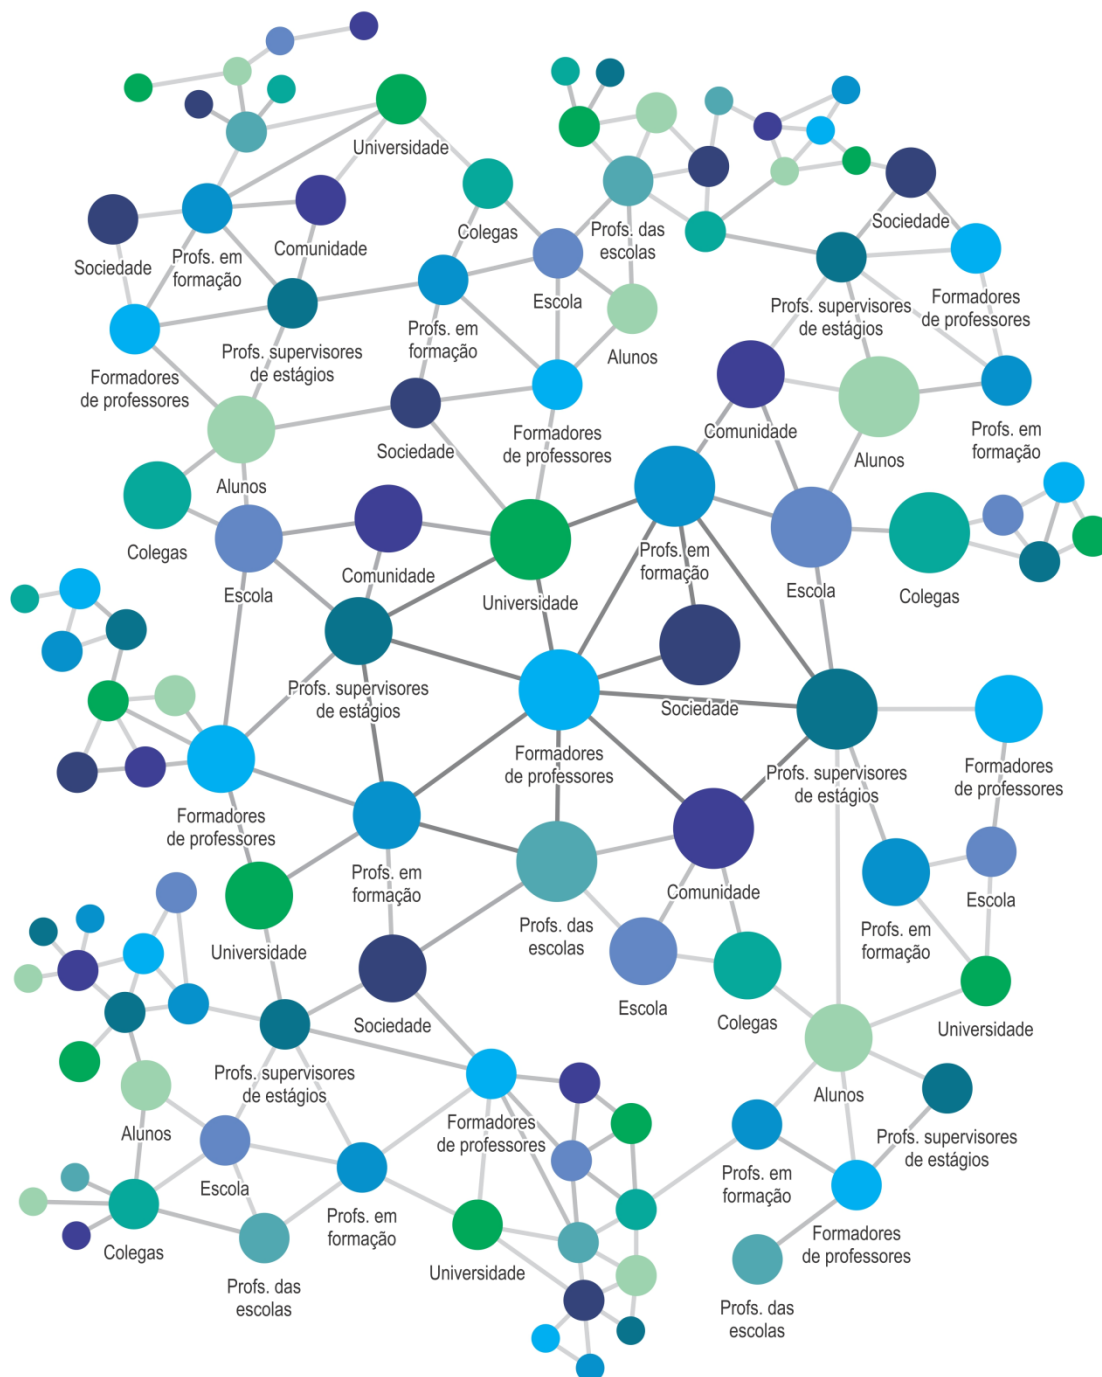 Universidade
Sociedade
Profs. em
formação
Comunidade
Colegas
Profs. das
escolas
Sociedade
Escola
Profs. em
formação
Alunos
Profs. supervisores
de estágios
Formadores
de professores
Profs. supervisores
de estágios
Formadores
de professores
Profs. em
formação
Comunidade
Alunos
Sociedade
Formadores
de professores
Alunos
Colegas
Escola
Comunidade
Universidade
Profs. em
formação
Escola
Colegas
Profs. supervisores
de estágios
Sociedade
Formadores
de professores
Profs. supervisores
de estágios
Formadores
de professores
Formadores
de professores
Profs. em
formação
Comunidade
Escola
Universidade
Profs. das
escolas
Profs. em
formação
Sociedade
Escola
Colegas
Universidade
Profs. supervisores
de estágios
Alunos
Formadores
de professores
Alunos
Profs. supervisores
de estágios
Escola
Profs. em
formação
Profs. em
formação
Colegas
Universidade
Formadores
de professores
Profs. das
escolas
Profs. das
escolas